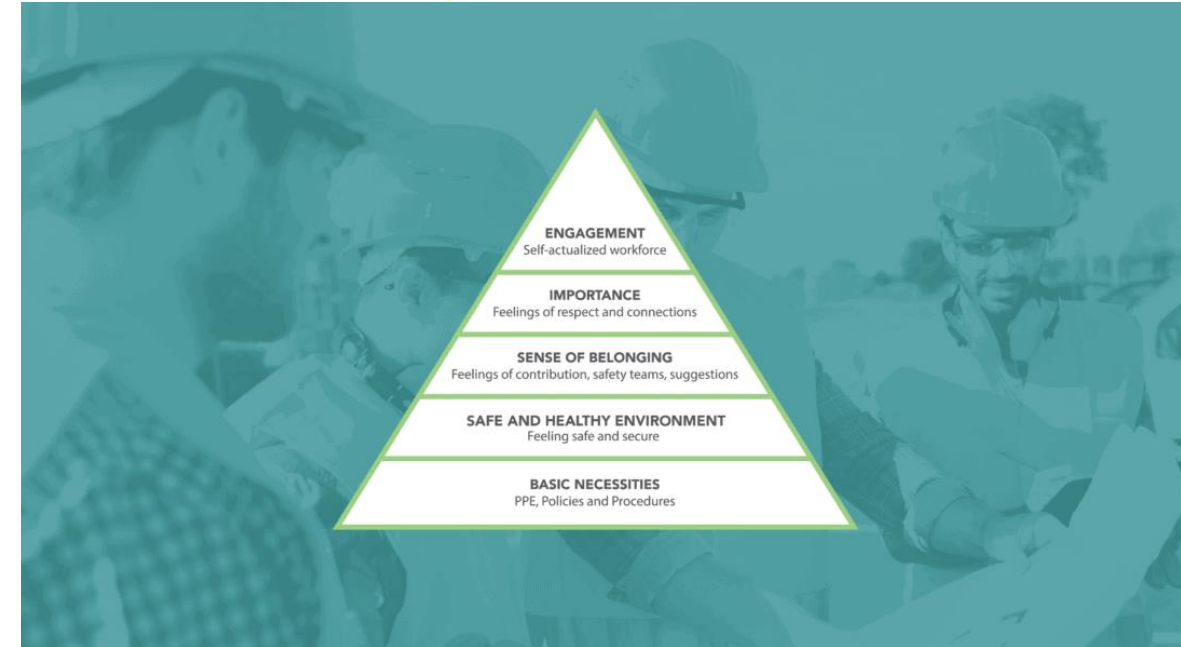 ENGAGEMENT
Self-actualized workforce
IMPORTANCE
Feelings of respect and connections
SENSE OF BELONGING
Feelings of contribution, safety teams, suggestions
SAFE AND HEALTHY ENVIRONMENT
Feeling safe and secure
BASIC NECESSITIES
PPE, Policies and Procedures